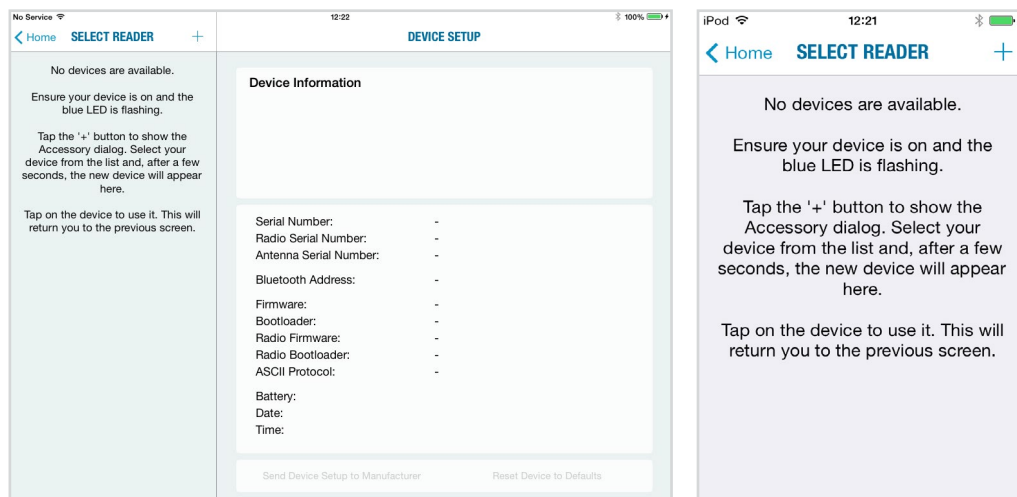 No Service 12:22 100%
Home SELECT READER + DEVICE SETUP
No devices are available.
Ensure your device is on and the
blue LED is flashing.
Tap the '+' button to show the
Accessory dialog. Select your
device from the list and, after a few
seconds, the new device will appear
here.
Tap on the device to use it. This will
return you to the previous screen.
Device Information
Serial Number: -
Radio Serial Number: -
Antenna Serial Number: -
Bluetooth Address: -
Firmware: -
Bootloader: -
Radio Firmware: -
Radio Bootloader: -
ASCII Protocol: -
Battery:
Date:
Time:
Send Device Setup to Manufacturer Reset Device to Defaults
iPod 12:21
Home SELECT READER +
No devices are available.
Ensure your device is on and the
blue LED is flashing.
Tap the '+' button to show the
Accessory dialog. Select your
device from the list and, after a few
seconds, the new device will appear
here.
Tap on the device to use it. This will
return you to the previous screen.